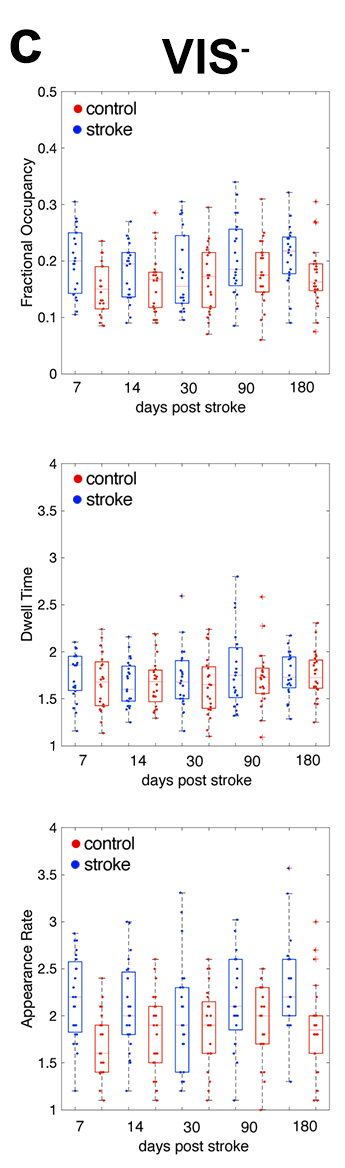 c
VIS-
0.5
control
stroke
0.4
0.3
0.2
0.1
0
Fractional Occupancy
7 14 30 90 180
days post stroke
4
control
stroke
3.5
3
2.5
2
1.5
1
Dwell Time
7 14 30 90 180
days post stroke
4
control
stroke
3.5
3
2.5
2
1.5
1
Appearance Rate
7 14 30 90 180
days post stroke